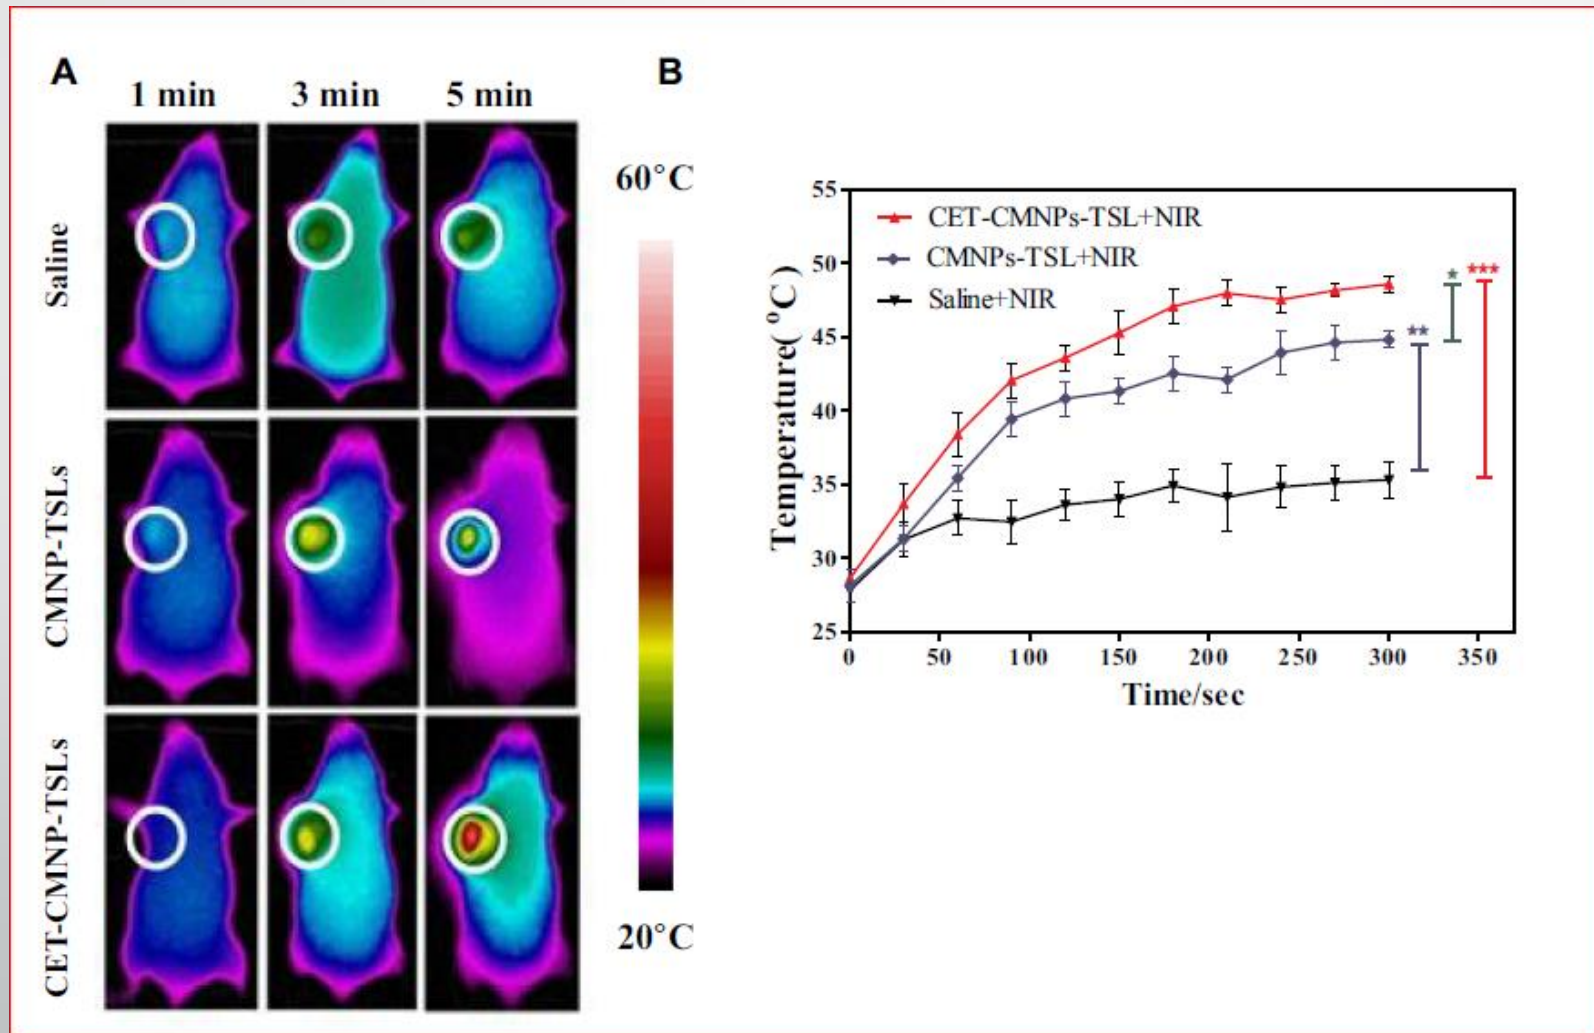 A
B
1 min
3 min
5 min
Saline
CMNP-TSLs
CET-CMNP-TSLs
60°C
20°C
CET-CMNPs-TSL+NIR
CMNPs-TSL+NIR
Saline+NIR
Temperature( °C)
55
50
45
40
35
30
25
0
50
100
150
200
250
300
350
Time/sec
**
*
***